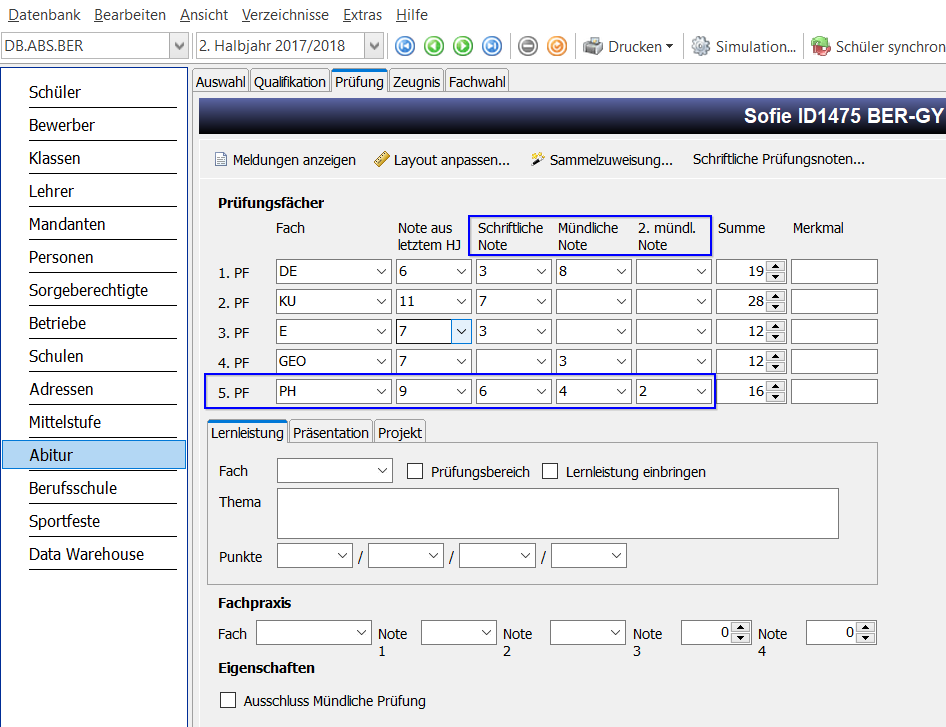 Datenbank Bearbeiten Ansicht Verzeichnisse Extras Hilfe
DB.ABS.BER 2. Halbjahr 2017/2018 Drucken Simulation... Schüler synchron
Schüler
Bewerber
Klassen
Lehrer
Mandanten
Personen
Sorgeberechtigte
Betriebe
Schulen
Adressen
Mittelstufe
Abitur
Berufsschule
Sportfeste
Data Warehouse
Auswahl Qualifikation Prüfung Zeugnis Fachwahl
Sofie ID1475 BER-GY
Meldungen anzeigen Layout anpassen... Sammelzuweisung... Schriftliche Prüfungsnoten...
Prüfungsfächer
Fach Note aus Schriftliche Mündliche 2. mündl. Summe Merkmal
letztem HJ Note Note Note
1. PF DE 6 3 8 19
2. PF KU 11 7 28
3. PF E 7 3 12
4. PF GEO 7 3 12
5. PF PH 9 6 4 2 16
Lernleistung Präsentation Projekt
Fach Prüfungsbereich Lernleistung einbringen
Thema
Punkte / / /
Fachpraxis
Fach Note Note Note 0 Note 0
1 2 3 4
Eigenschaften
Ausschluss Mündliche Prüfung